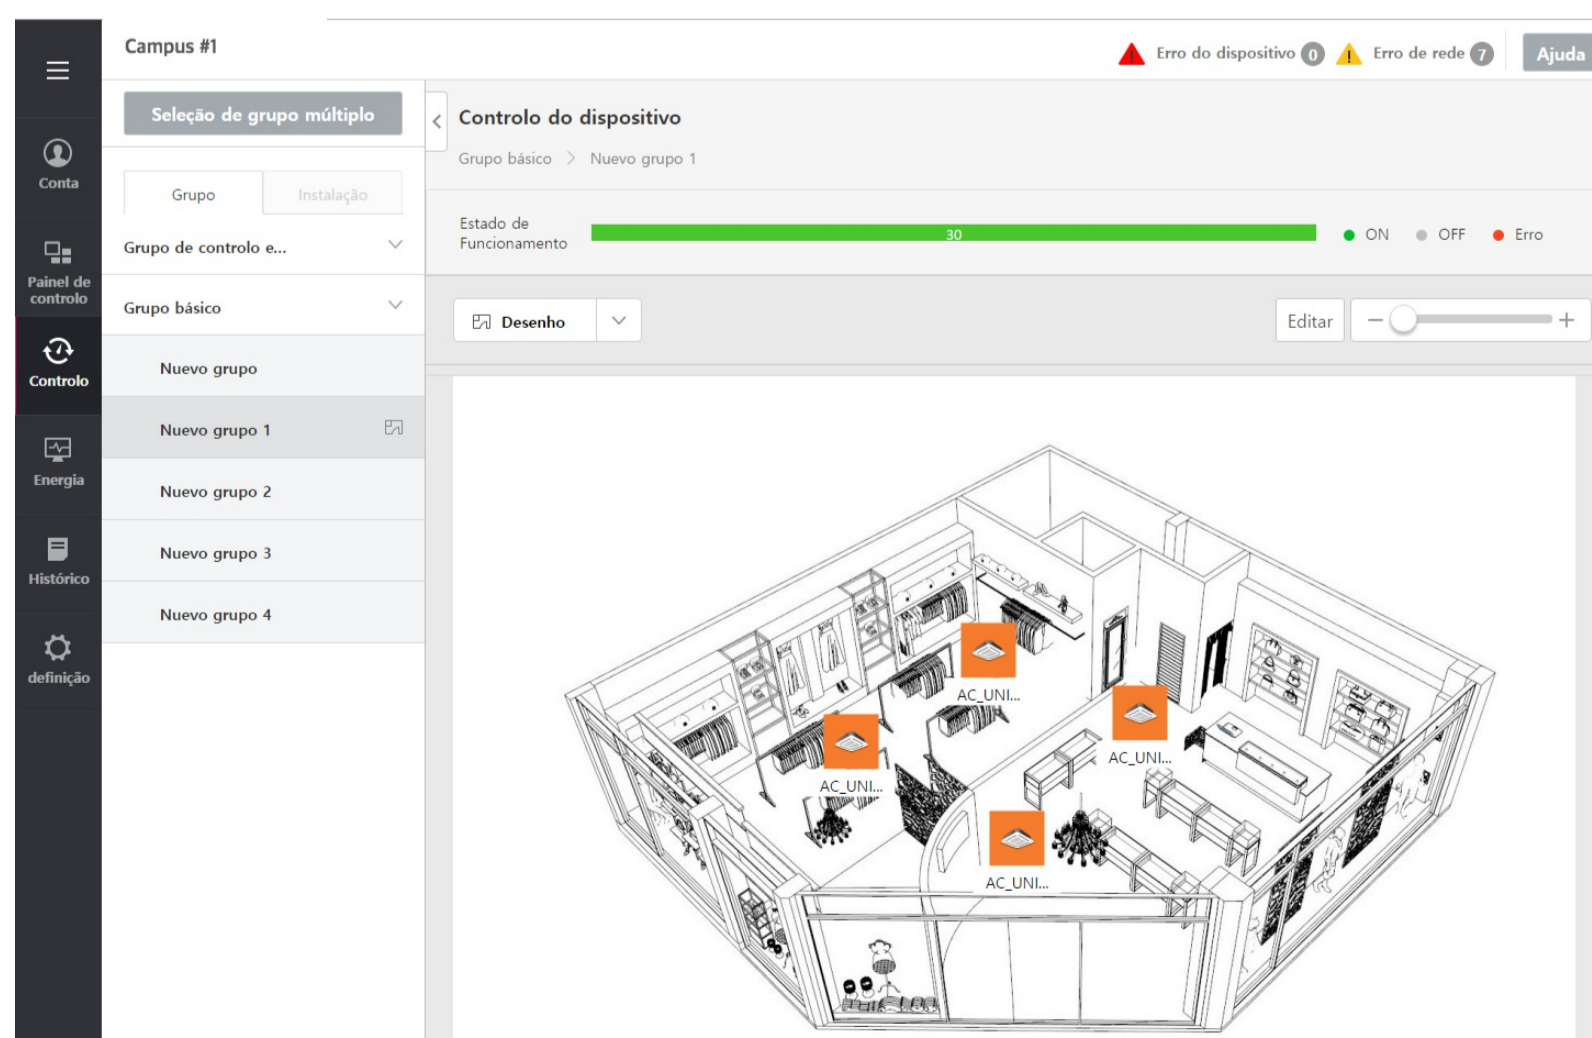 Campus #1
Erro do dispositivo 0
Erro de rede 7
Ajuda
Conta
Painel de
controlo
Controlo
Energia
Histórico
definição
Seleção de grupo múltiplo
Grupo
Instalação
Grupo de controlo e...
Grupo básico
Nuevo grupo
Nuevo grupo 1
Nuevo grupo 2
Nuevo grupo 3
Nuevo grupo 4
Controlo do dispositivo
Grupo básico > Nuevo grupo 1
Estado de
Funcionamento
30
ON
OFF
Erro
Desenho
Editar
AC_UNI...
AC_UNI...
AC_UNI...
AC_UNI...